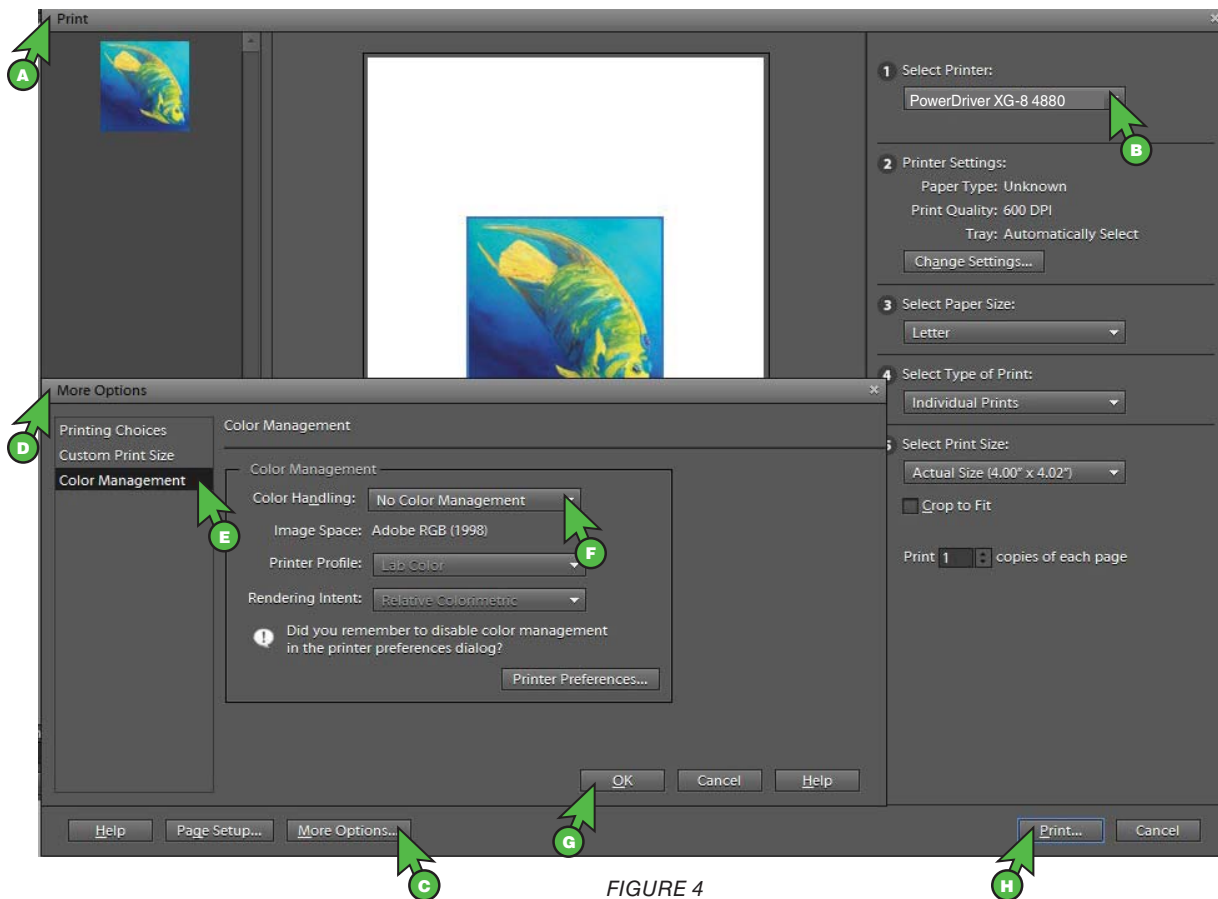 Print
A
1 Select Printer:
PowerDriver XG-8 4880
B
2 Printer Settings:
Paper Type: Unknown
Print Quality: 600 DPI
Tray: Automatically Select
Change Settings...
3 Select Paper Size:
Letter
4 Select Type of Print:
Individual Prints
Select Print Size:
Actual Size (4.00" x 4.02")
Crop to Fit
Print 1 copies of each page
More Options
D
Printing Choices
Custom Print Size
Color Management
E
Color Management
Color Management
Color Handling: No Color Management
F
Image Space: Adobe RGB (1998)
Printer Profile: Lab Color
Rendering Intent: Relative Colorimetric
! Did you remember to disable color management
in the printer preferences dialog?
Printer Preferences...
OK Cancel Help
G
Help Page Setup... More Options...
C
Print... Cancel
H
FIGURE 4